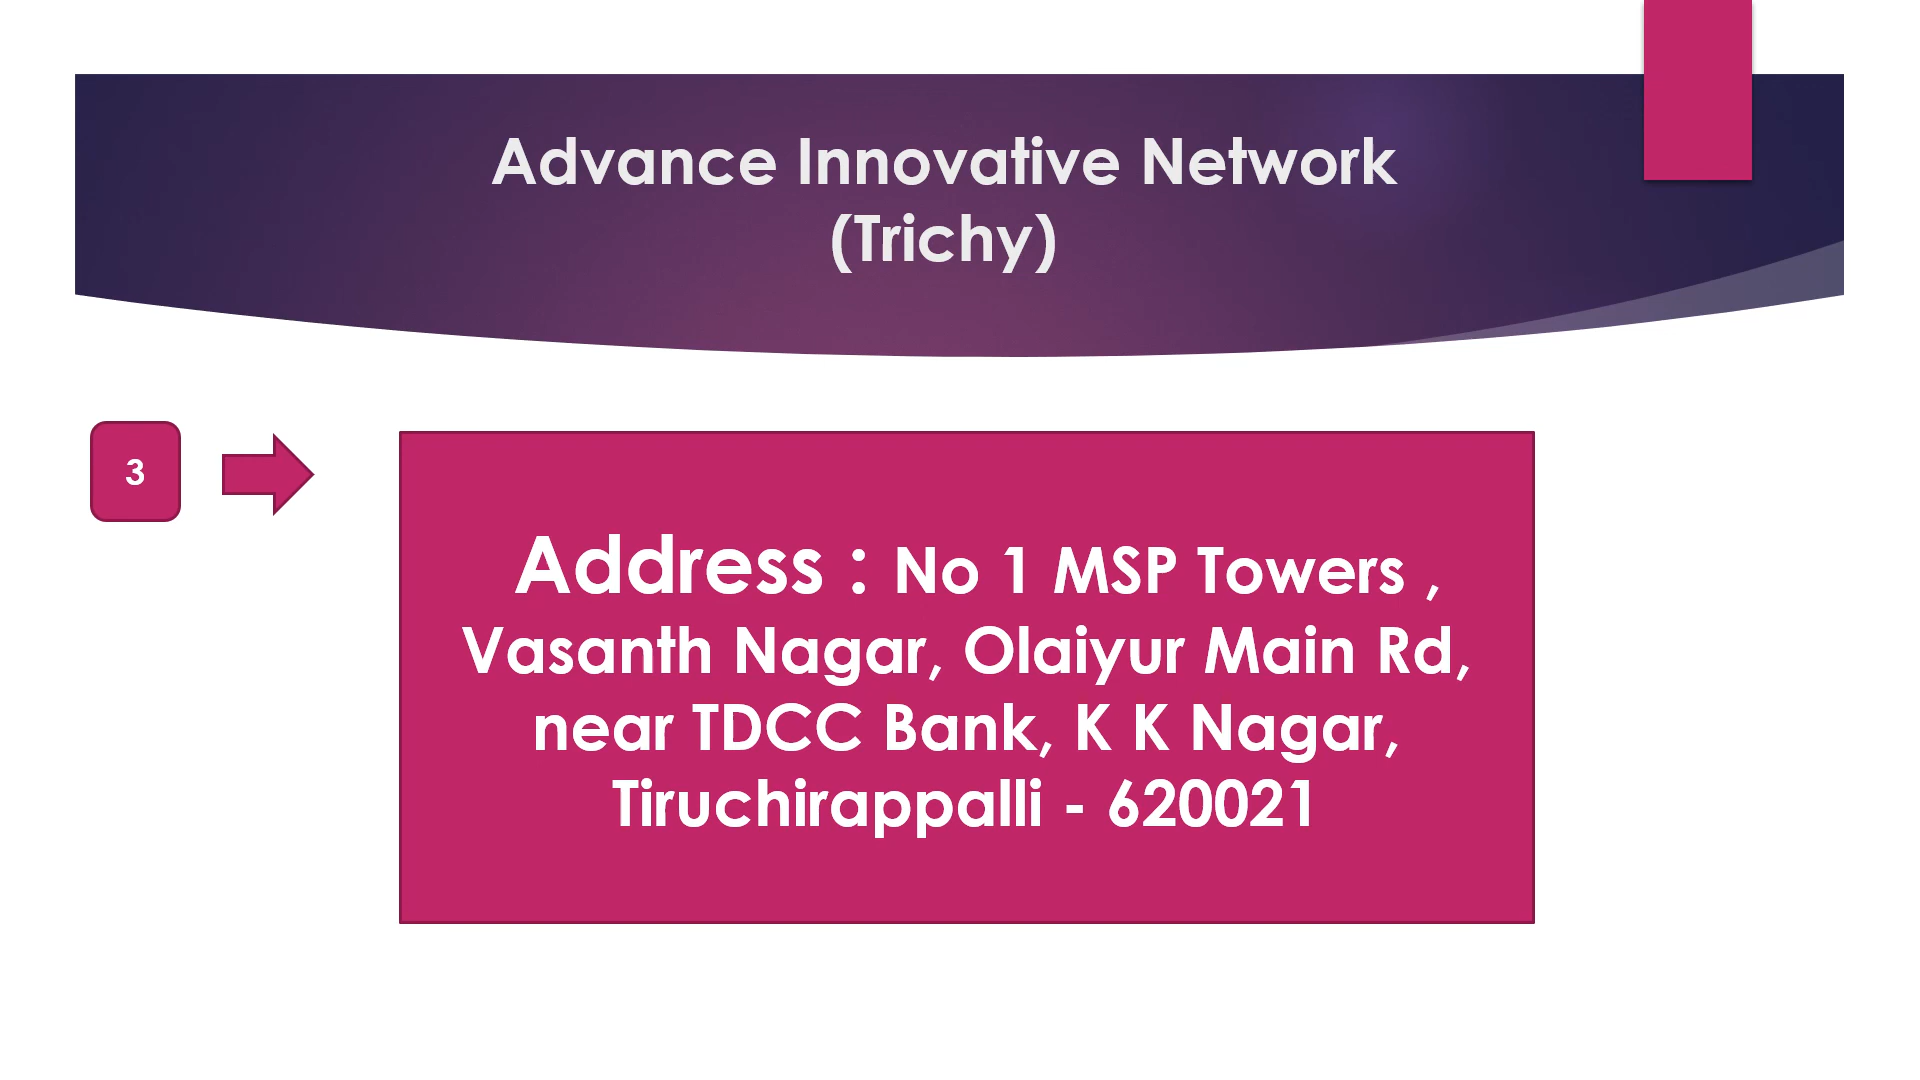 Advance Innovative Network
(Trichy)
3
Address : No 1 MSP Towers ,
Vasanth Nagar, Olaiyur Main Rd,
near TDCC Bank, K K Nagar,
Tiruchirappalli - 620021